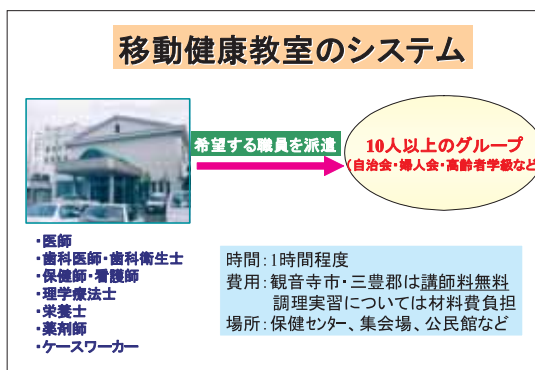 移動健康教室のシステム
希望する職員を派遣
10人以上のグループ
(自治会・婦人会・高齢者学級など
・医師
・歯科医師・歯科衛生士
・保健師・看護師
・理学療法士
・栄養士
・薬剤師
・ケースワーカー
時間:1時間程度
費用:観音寺市・三豊郡は講師料無料
調理実習については材料費負担
場所:保健センター、集会場、公民館など